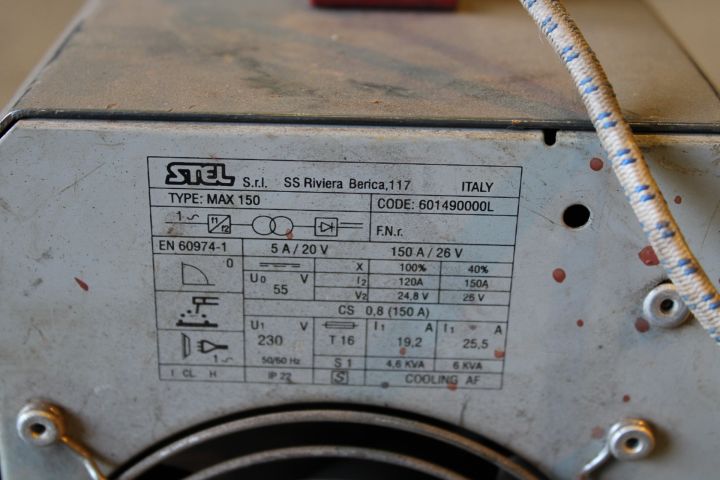 STEL S.r.l. SS Riviera Berica,117 ITALY
TYPE: MAX 150 CODE: 601490000L
1~ f1 f2 F.N.r.
EN 60974-1 5 A / 20 V 150 A / 26 V
0 X 100% 40%
U0 V 55 I2 120A 150A
V2 24,8 V 26 V
CS 0,8 (150 A)
U1 V I1 A I1 A
230 T 16 19,2 25,5
1~ 50/60 Hz S 1 4,6 KVA 6 KVA
I CL H IP 22 S COOLING AF